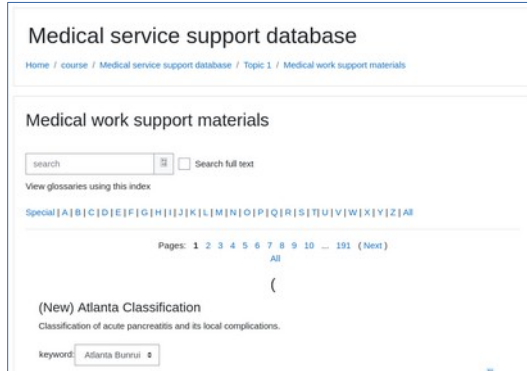 Medical service support database
Home / course / Medical service support database / Topic 1 / Medical work support materials
Medical work support materials
search
Search full text
View glossaries using this index
Special | A | B | C | D | E | F | G | H | I | J | K | L | M | N | O | P | Q | R | S | T | U | V | W | X | Y | Z | All
Pages: 1 2 3 4 5 6 7 8 9 10 ... 191 (Next)
All
(
(New) Atlanta Classification
Classification of acute pancreatitis and its local complications.
keyword: Atlanta Bunrui